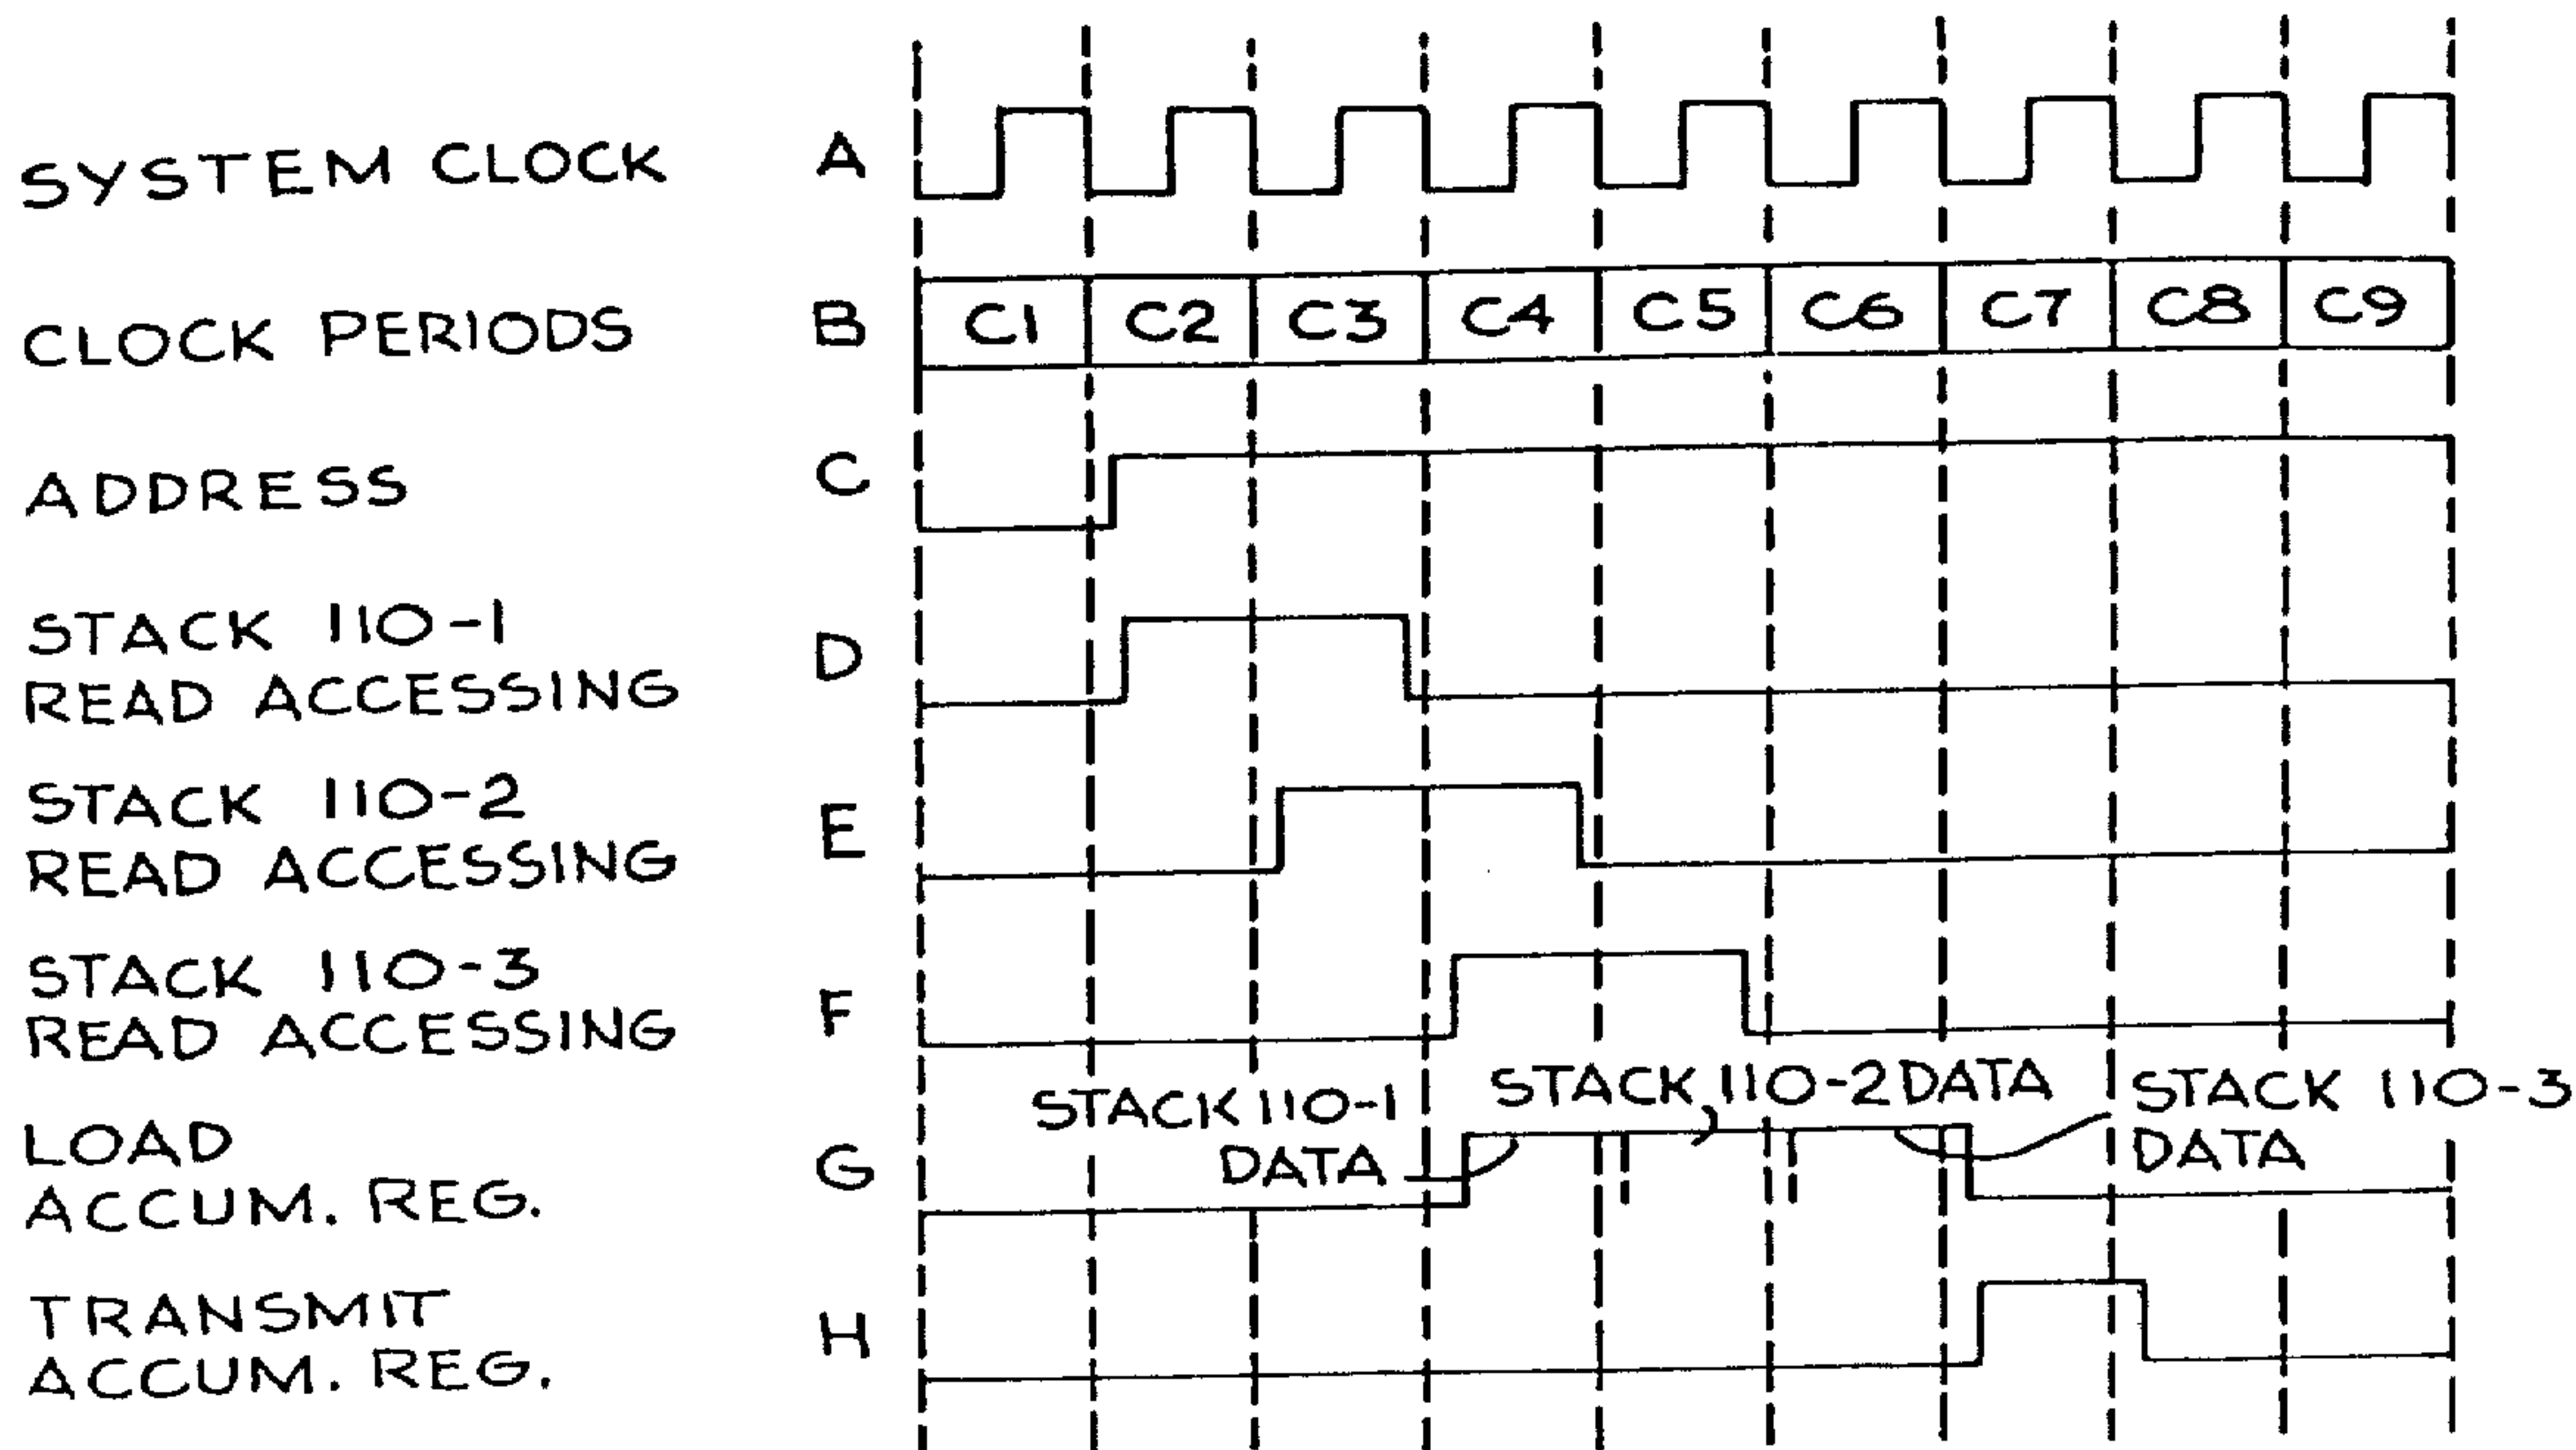 SYSTEM CLOCK A
CLOCK PERIODS B C1 C2 C3 C4 C5 C6 C7 C8 C9
ADDRESS C
STACK 110-1
READ ACCESSING D
STACK 110-2
READ ACCESSING E
STACK 110-3
READ ACCESSING F
STACK 110-1
DATA
STACK 110-2 DATA
STACK 110-3
DATA
LOAD
ACCUM. REG. G
TRANSMIT
ACCUM. REG. H